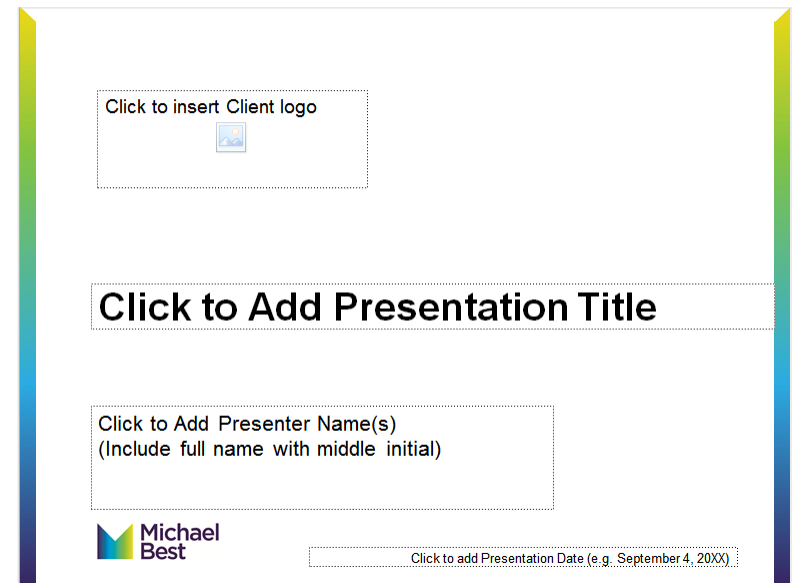 Click to insert Client logo
Click to Add Presentation Title
Click to Add Presenter Name(s)
(Include full name with middle initial)
Michael
Best
Click to add Presentation Date (e.g. September 4, 20XX)